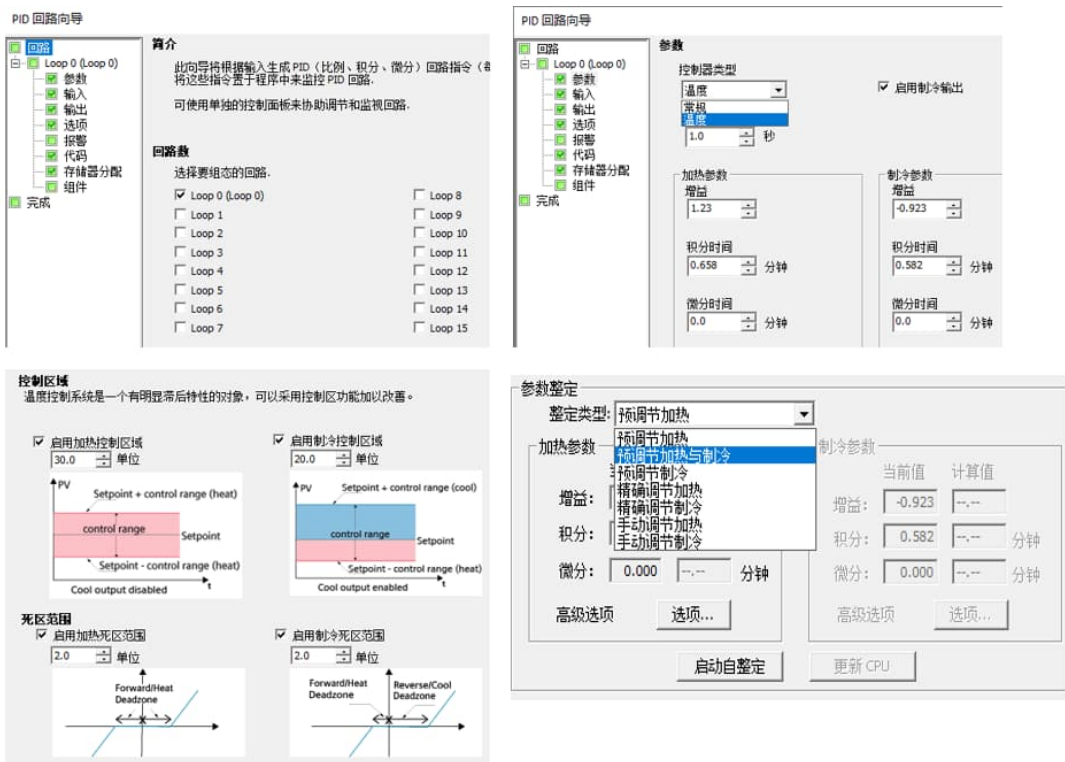 PID 回路向导
回路
Loop 0 (Loop 0)
参数
输入
输出
选项
报警
代码
存储器分配
组件
完成
简介
此向导将根据输入生成 PID（比例、积分、微分）回路指令（
将这些指令置于程序中来监控 PID 回路.
可使用单独的控制面板来协助调节和监视回路.
回路数
选择要组态的回路.
Loop 0 (Loop 0)
Loop 1
Loop 2
Loop 3
Loop 4
Loop 5
Loop 6
Loop 7
Loop 8
Loop 9
Loop 10
Loop 11
Loop 12
Loop 13
Loop 14
Loop 15
PID 回路向导
回路
Loop 0 (Loop 0)
参数
输入
输出
选项
报警
代码
存储器分配
组件
完成
参数
控制器类型
温度
常规
温度
1.0 秒
启用制冷输出
加热参数
增益
1.23
积分时间
0.658 分钟
微分时间
0.0 分钟
制冷参数
增益
-0.923
积分时间
0.582 分钟
微分时间
0.0 分钟
控制区域
温度控制系统是一个有明显滞后特性的对象，可以采用控制区功能加以改善。
启用加热控制区域
30.0 单位
PV
Setpoint + control range (heat)
control range
Setpoint
Setpoint - control range (heat)
t
Cool output disabled
启用制冷控制区域
20.0 单位
PV
Setpoint + control range (cool)
control range
Setpoint
Setpoint - control range (heat)
t
Cool output enabled
死区范围
启用加热死区范围
2.0 单位
Forward/Heat
Deadzone
启用制冷死区范围
2.0 单位
Forward/Heat
Deadzone
Reverse/Cool
Deadzone
参数整定
整定类型: 预调节加热
预调节加热
预调节加热与制冷
预调节制冷
精确调节加热
精确调节制冷
手动调节加热
手动调节制冷
加热参数
增益:
积分:
微分: 0.000 --.-- 分钟
高级选项 选项...
制冷参数
当前值 计算值
增益: -0.923 --.--
积分: 0.582 --.-- 分钟
微分: 0.000 --.-- 分钟
高级选项 选项...
启动自整定
更新 CPU